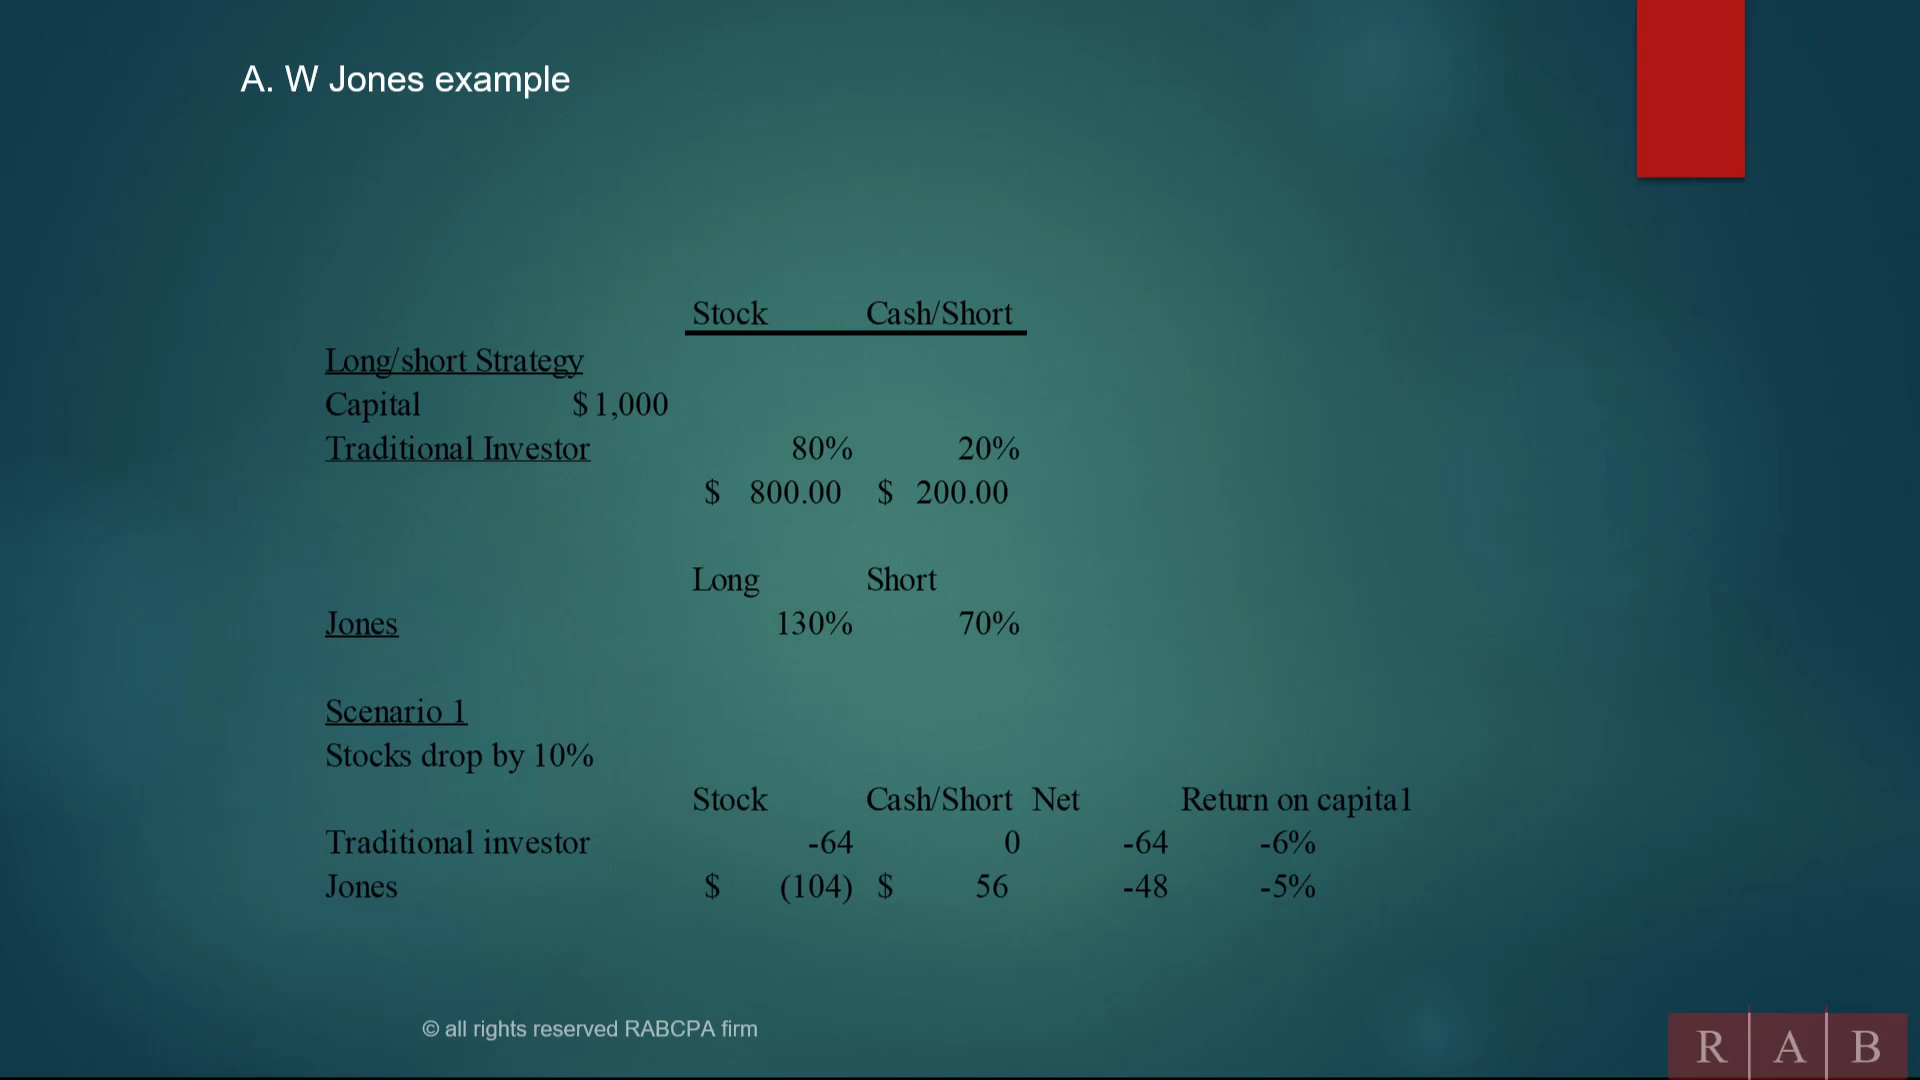 A. W Jones example
Stock Cash/Short
Long/short Strategy
Capital $1,000
Traditional Investor 80% 20%
$ 800.00 $ 200.00
Long Short
Jones 130% 70%
Scenario 1
Stocks drop by 10%
Stock Cash/Short Net Return on capital
Traditional investor -64 0 -64 -6%
Jones $ (104) $ 56 -48 -5%
© all rights reserved RABCPA firm
R A B